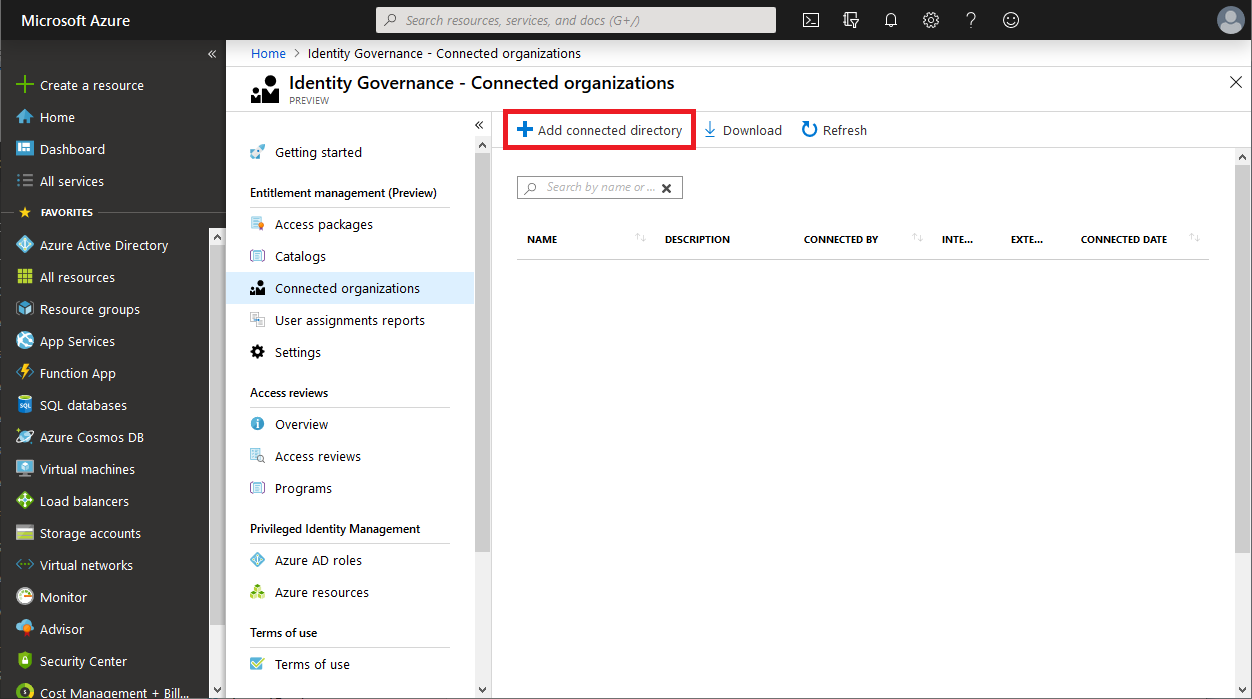 Microsoft Azure
Search resources, services, and docs (G+/)
Create a resource
Home
Dashboard
All services
FAVORITES
Azure Active Directory
All resources
Resource groups
App Services
Function App
SQL databases
Azure Cosmos DB
Virtual machines
Load balancers
Storage accounts
Virtual networks
Monitor
Advisor
Security Center
Cost Management + Bill...
Home > Identity Governance - Connected organizations
Identity Governance - Connected organizations
PREVIEW
Getting started
Entitlement management (Preview)
Access packages
Catalogs
Connected organizations
User assignments reports
Settings
Access reviews
Overview
Access reviews
Programs
Privileged Identity Management
Azure AD roles
Azure resources
Terms of use
Terms of use
Add connected directory Download Refresh
Search by name or ...
NAME DESCRIPTION CONNECTED BY INTE... EXTE... CONNECTED DATE